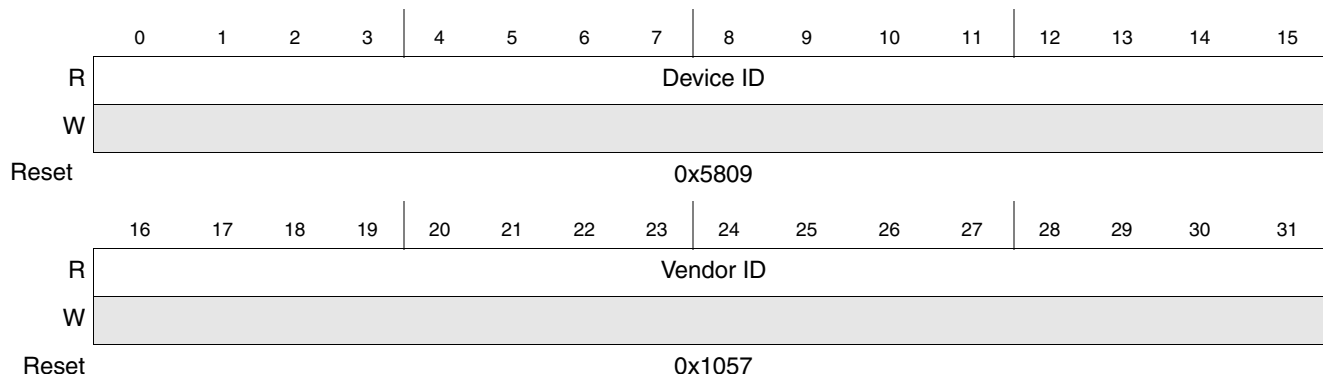 0 1 2 3 4 5 6 7 8 9 10 11 12 13 14 15
R Device ID
W
Reset 0x5809
16 17 18 19 20 21 22 23 24 25 26 27 28 29 30 31
R Vendor ID
W
Reset 0x1057